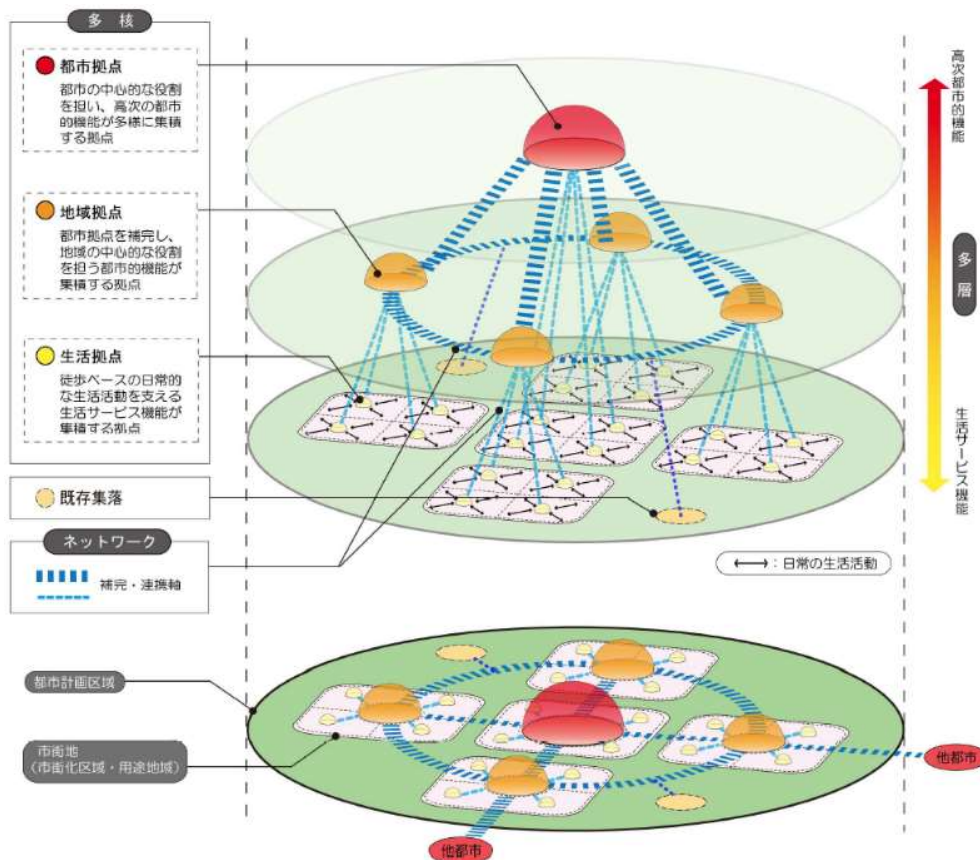 多核
都市拠点
都市の中心的な役割
を担い、高次の都市
的機能が多様に集積
する拠点
地域拠点
都市拠点を補完し、
地域の中心的な役割
を担う都市的機能が
集積する拠点
生活拠点
徒歩ベースの日常的
な生活活動を支える
生活サービス機能が
集積する拠点
既存集落
ネットワーク
補完・連携軸
高次都市的機能
多層
生活サービス機能
:日常の生活活動
都市計画区域
市街地
(市街化区域・用途地域)
他都市
他都市